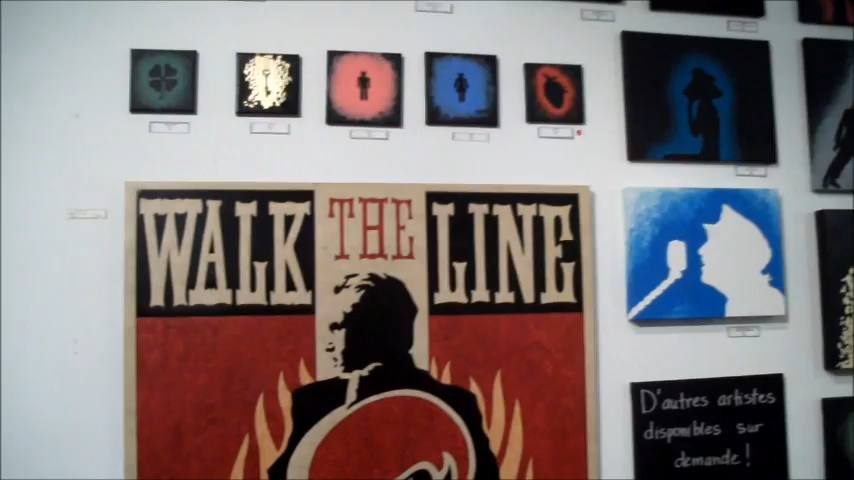 WALK THE LINE
D'autres artistes
disponibles sur
demande!